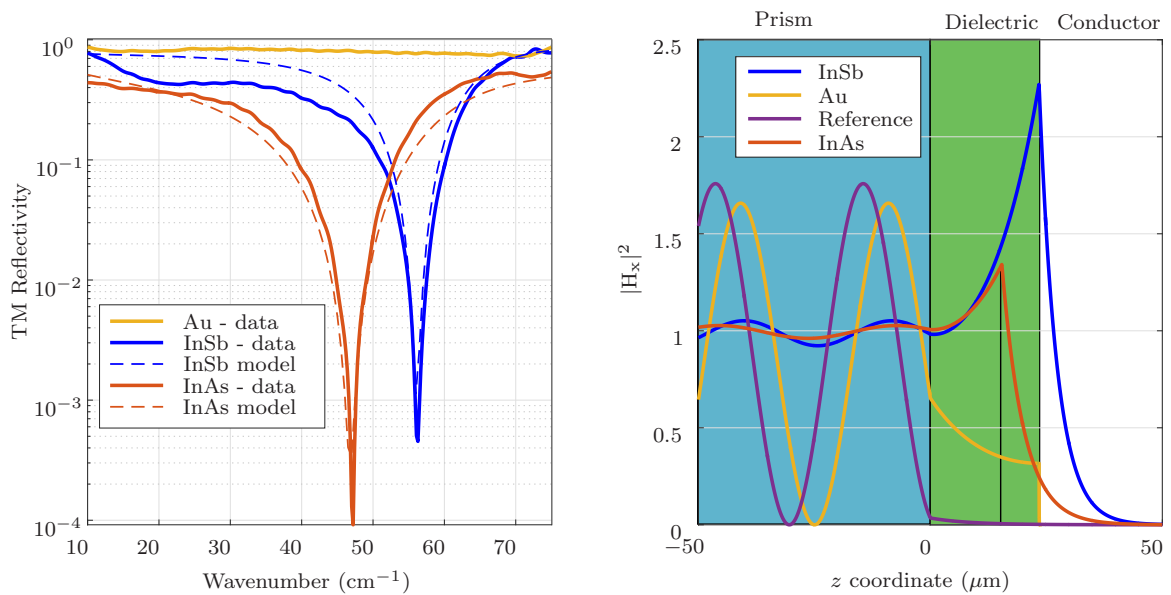 Prism
Dielectric
Conductor
TM Reflectivity
10^0
10^−1
10^−2
10^−3
10^−4
Au - data
InSb - data
InSb model
InAs - data
InAs model
10
20
30
40
50
60
70
Wavenumber (cm^−1)
|H_x|^2
2.5
2
1.5
1
0.5
0
InSb
Au
Reference
InAs
−50
0
50
z coordinate (μm)